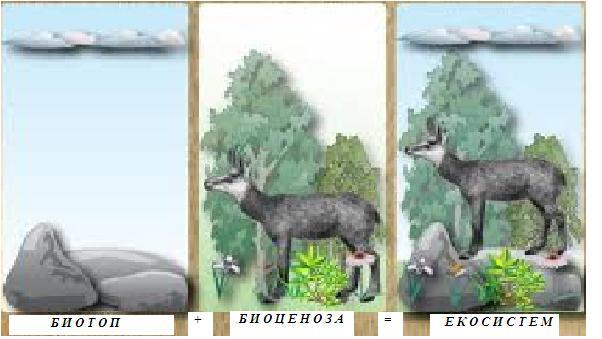 БИОТОП + БИОЦЕНОЗА = ЕКОСИСТЕМ